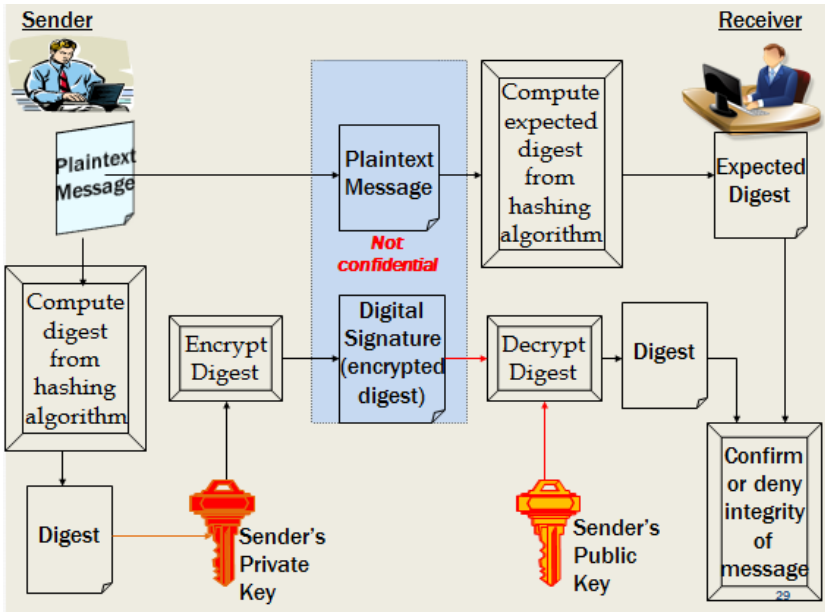 Sender
Receiver
Plaintext
Message
Plaintext
Message
Not
confidential
Compute
expected
digest
from
hashing
algorithm
Expected
Digest
Compute
digest
from
hashing
algorithm
Encrypt
Digest
Digital
Signature
(encrypted
digest)
Decrypt
Digest
Digest
Digest
Sender's
Private
Key
Sender's
Public
Key
Confirm
or deny
integrity
of
message
29